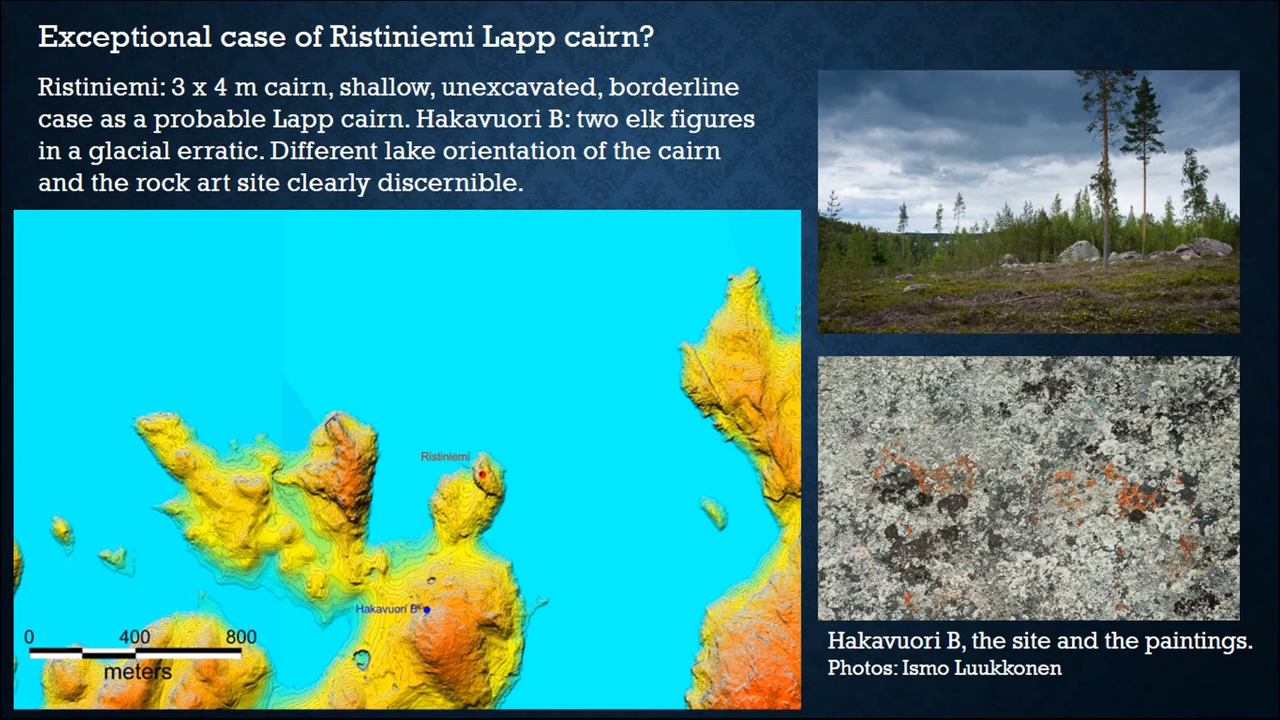 Exceptional case of Ristiniemi Lapp cairn?
Ristiniemi: 3 x 4 m cairn, shallow, unexcavated, borderline
case as a probable Lapp cairn. Hakavuori B: two elk figures
in a glacial erratic. Different lake orientation of the cairn
and the rock art site clearly discernible.
Ristiniemi
Hakavuori B
0 400 800
meters
Hakavuori B, the site and the paintings.
Photos: Ismo Luukkonen